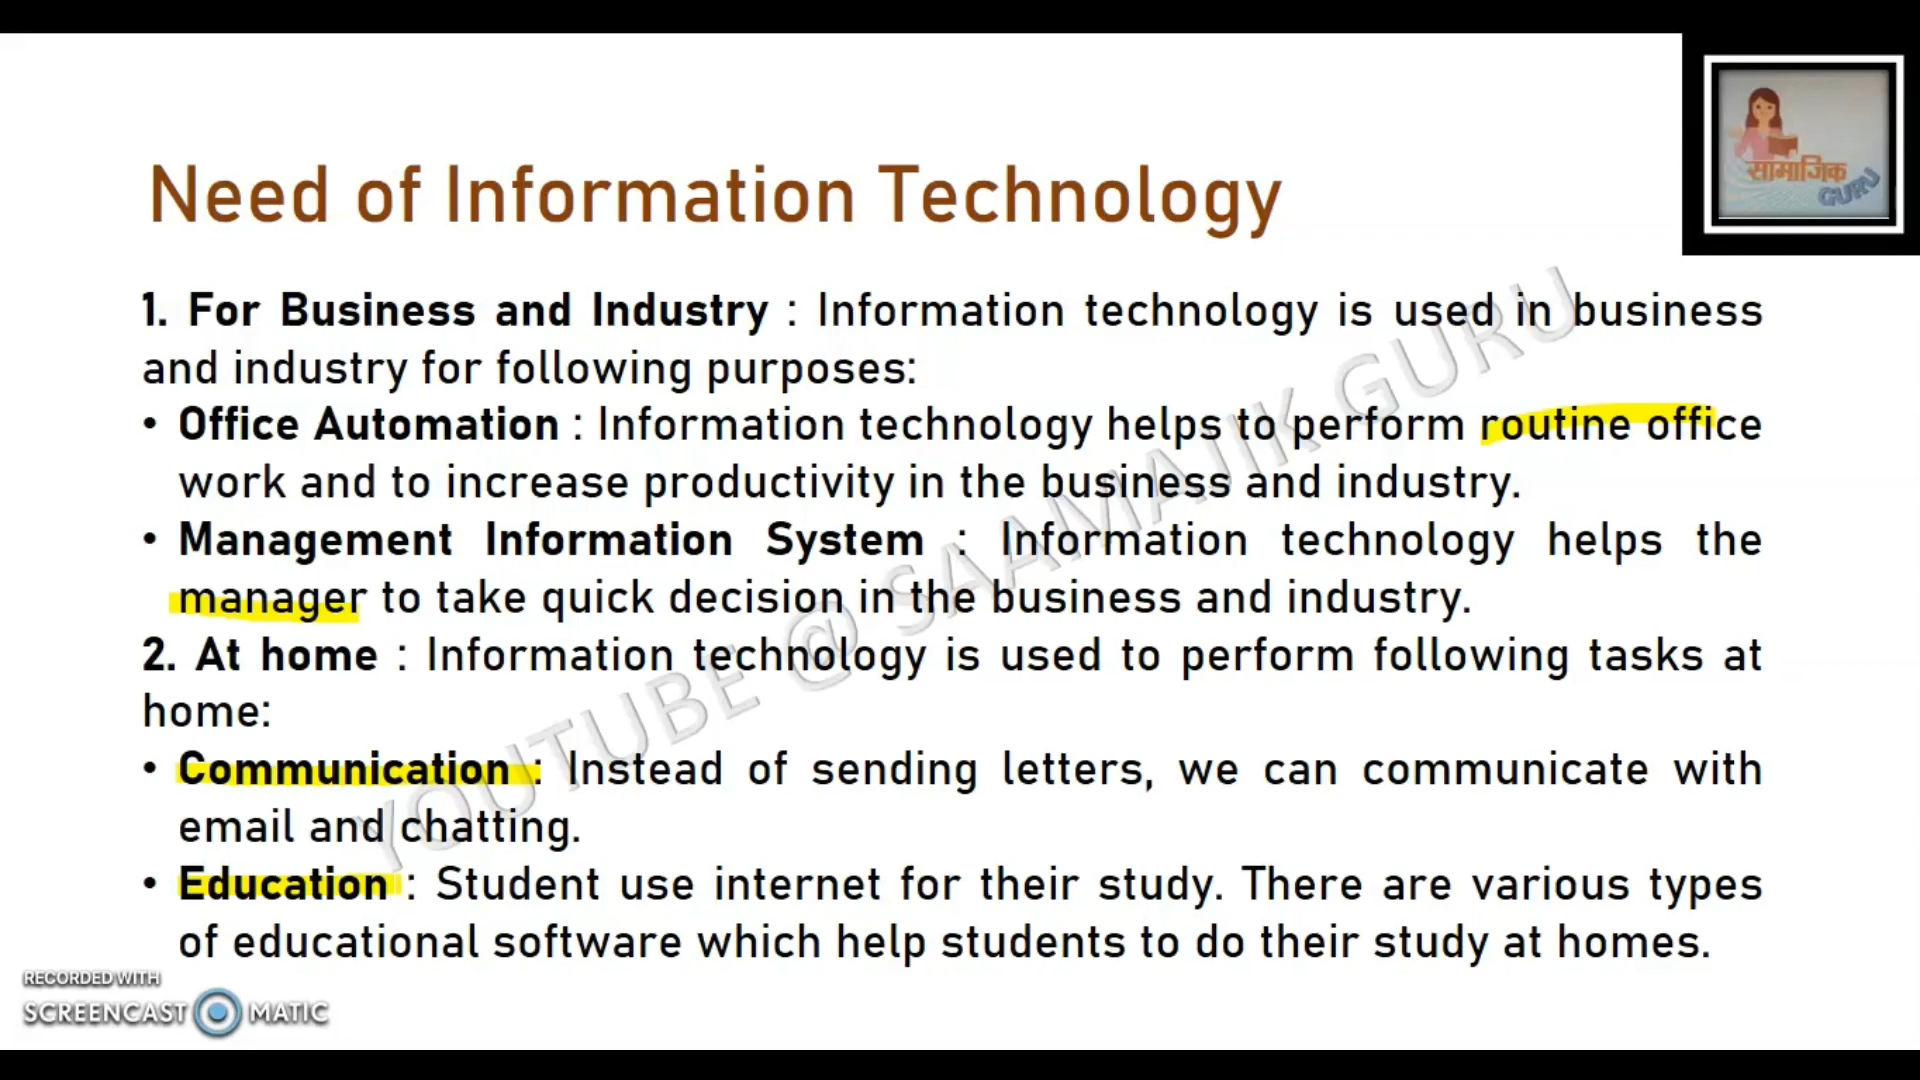 Need of Information Technology
सामाजिक
GURU
1. For Business and Industry : Information technology is used in business
and industry for following purposes:
• Office Automation : Information technology helps to perform routine office
work and to increase productivity in the business and industry.
• Management Information System : Information technology helps the
manager to take quick decision in the business and industry.
2. At home : Information technology is used to perform following tasks at
home:
• Communication : Instead of sending letters, we can communicate with
email and chatting.
• Education : Student use internet for their study. There are various types
of educational software which help students to do their study at homes.
YOUTUBE @ SAAMAJIK GURU
RECORDED WITH
SCREENCAST MATIC